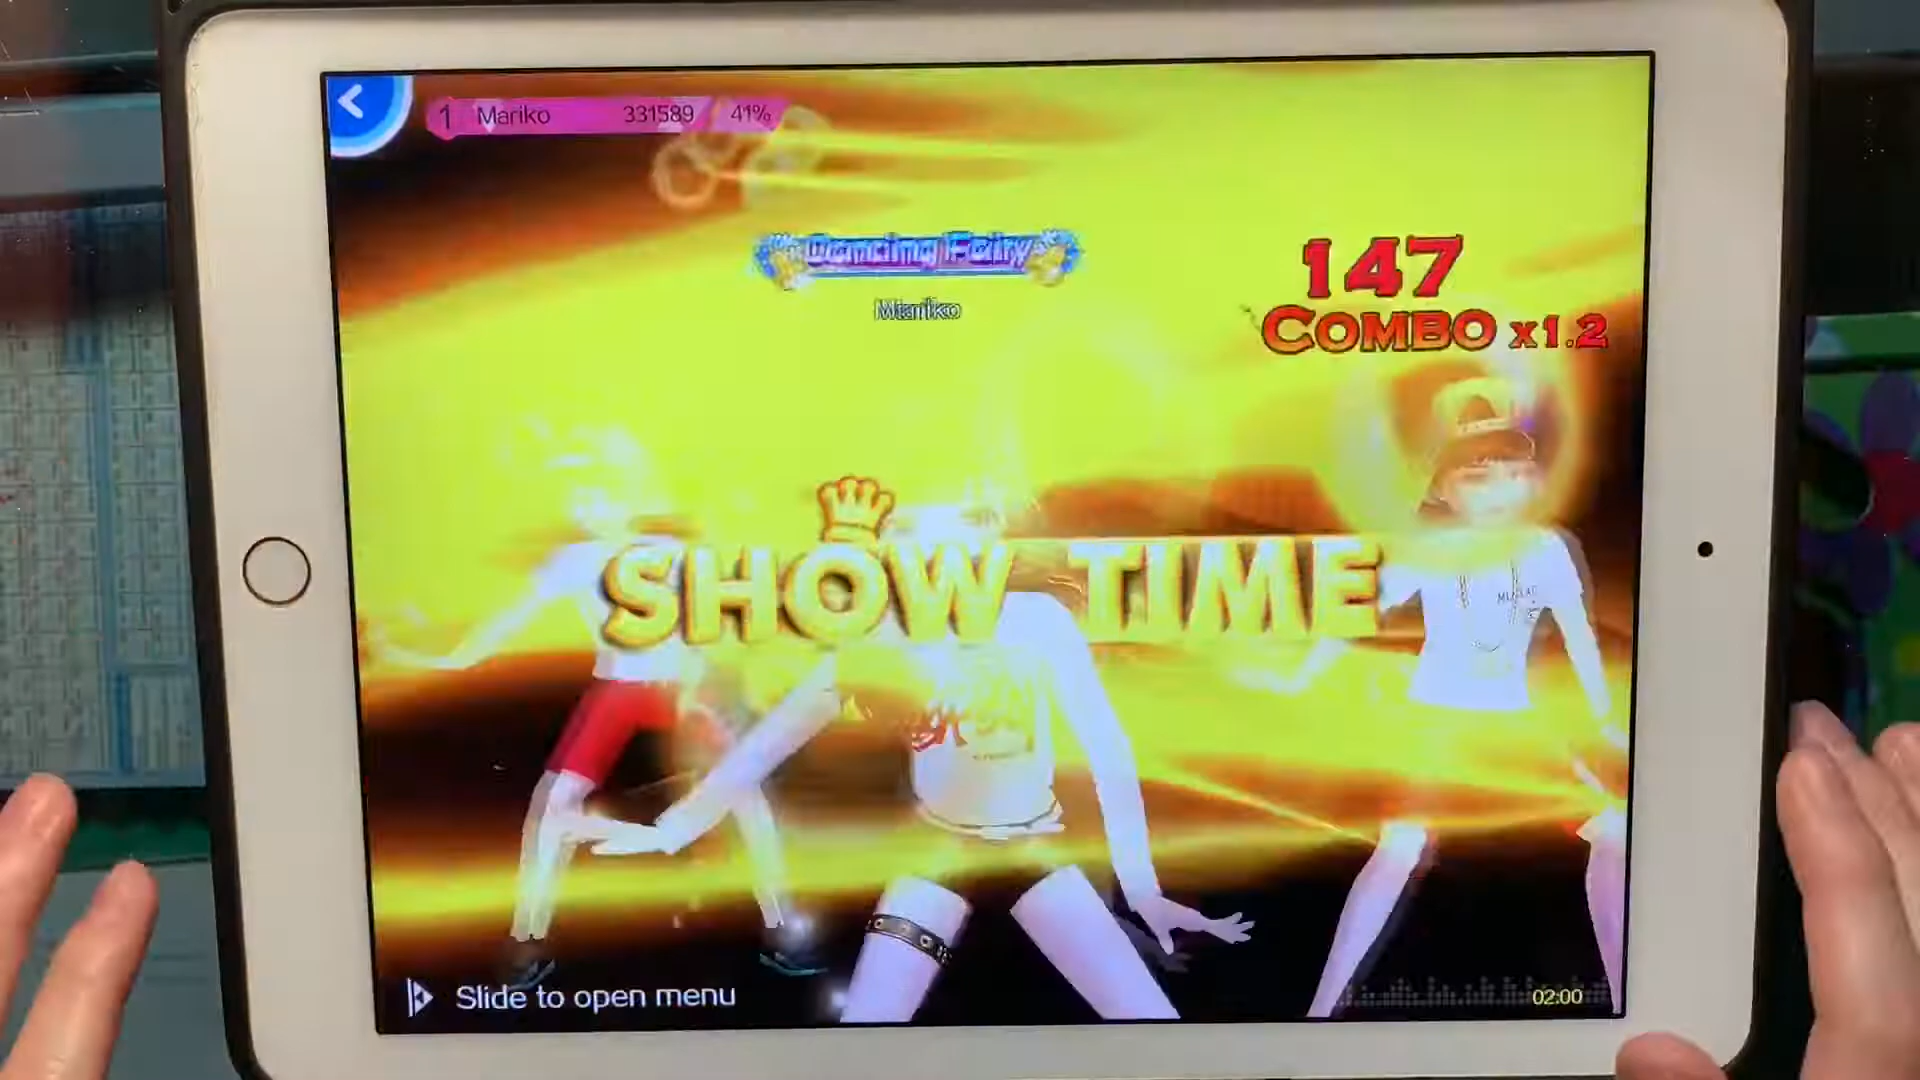 1 Mariko 331589 41%
Dancing Fairy
Mariko
147
COMBO x1.2
SHOW TIME
Slide to open menu
02:00